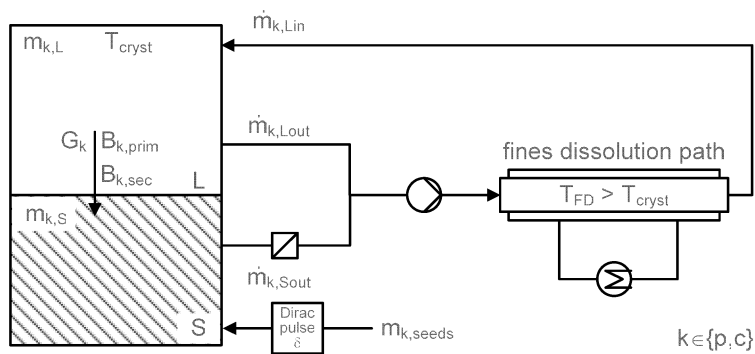 ṁk,Lin
mk,L Tcryst
ṁk,Lout
Gk Bk,prim
Bk,sec
L
fines dissolution path
TFD > Tcryst
mk,S
ṁk,Sout
S
Dirac
pulse
δ
mk,seeds
k∈{p,c}